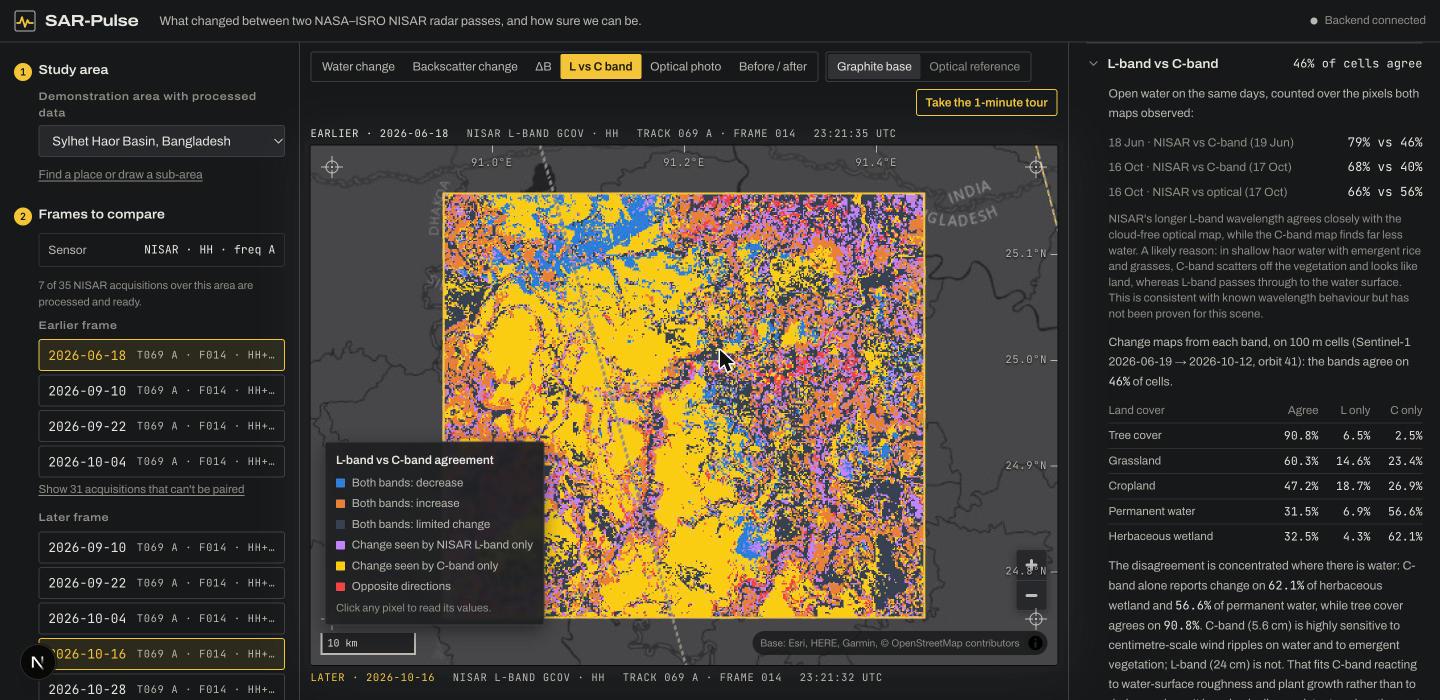 SAR-Pulse
What changed between two NASA–ISRO NISAR radar passes, and how sure we can be.
Backend connected
1
Study area
Demonstration area with processed
data
Sylhet Haor Basin, Bangladesh
Find a place or draw a sub-area
2
Frames to compare
Sensor
NISAR · HH · freq A
7 of 35 NISAR acquisitions over this area are
processed and ready.
Earlier frame
2026-06-18 T069 A · F014 · HH+…
2026-09-10 T069 A · F014 · HH+…
2026-09-22 T069 A · F014 · HH+…
2026-10-04 T069 A · F014 · HH+…
Show 31 acquisitions that can't be paired
Later frame
2026-09-10 T069 A · F014 · HH+…
2026-09-22 T069 A · F014 · HH+…
2026-10-04 T069 A · F014 · HH+…
2026-10-16 T069 A · F014 · HH+…
2026-10-28 T069 A · F014 · HH+…
N
Water change
Backscatter change
ΔB
L vs C band
Optical photo
Before / after
Graphite base
Optical reference
Take the 1-minute tour
EARLIER · 2026-06-18 NISAR L-BAND GCOV · HH TRACK 069 A · FRAME 014 23:21:35 UTC
91.0°E
91.2°E
91.4°E
INDIA
GLADESH
DHAKA
25.1°N
25.0°N
24.9°N
24.8°N
L-band vs C-band agreement
Both bands: decrease
Both bands: increase
Both bands: limited change
Change seen by NISAR L-band only
Change seen by C-band only
Opposite directions
Click any pixel to read its values.
+
−
10 km
Base: Esri, HERE, Garmin, © OpenStreetMap contributors
i
LATER · 2026-10-16 NISAR L-BAND GCOV · HH TRACK 069 A · FRAME 014 23:21:32 UTC
L-band vs C-band
46% of cells agree
Open water on the same days, counted over the pixels both
maps observed:
18 Jun · NISAR vs C-band (19 Jun) 79% vs 46%
16 Oct · NISAR vs C-band (17 Oct) 68% vs 40%
16 Oct · NISAR vs optical (17 Oct) 66% vs 56%
NISAR's longer L-band wavelength agrees closely with the
cloud-free optical map, while the C-band map finds far less
water. A likely reason: in shallow haor water with emergent rice
and grasses, C-band scatters off the vegetation and looks like
land, whereas L-band passes through to the water surface.
This is consistent with known wavelength behaviour but has
not been proven for this scene.
Change maps from each band, on 100 m cells (Sentinel-1
2026-06-19 → 2026-10-12, orbit 41): the bands agree on
46% of cells.
Land cover Agree L only C only
Tree cover 90.8% 6.5% 2.5%
Grassland 60.3% 14.6% 23.4%
Cropland 47.2% 18.7% 26.9%
Permanent water 31.5% 6.9% 56.6%
Herbaceous wetland 32.5% 4.3% 62.1%
The disagreement is concentrated where there is water: C-
band alone reports change on 62.1% of herbaceous
wetland and 56.6% of permanent water, while tree cover
agrees on 90.8%. C-band (5.6 cm) is highly sensitive to
centimetre-scale wind ripples on water and to emergent
vegetation; L-band (24 cm) is not. That fits C-band reacting
to water-surface roughness and plant growth rather than to